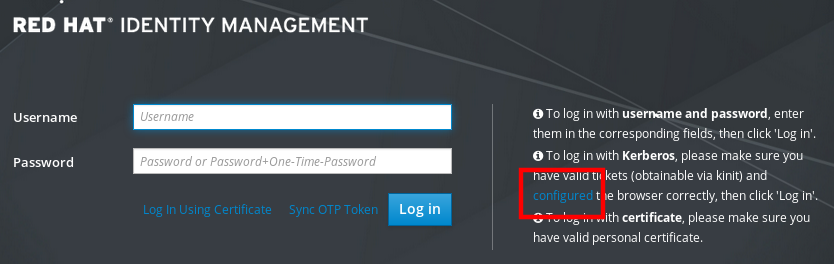 RED HAT® IDENTITY MANAGEMENT
Username
Username
Password
Password or Password+One-Time-Password
Log In Using Certificate
Sync OTP Token
Log in
To log in with username and password, enter
them in the corresponding fields, then click 'Log in'.
To log in with Kerberos, please make sure you
have valid tickets (obtainable via kinit) and
configured the browser correctly, then click 'Log in'.
To log in with certificate, please make sure you
have valid personal certificate.